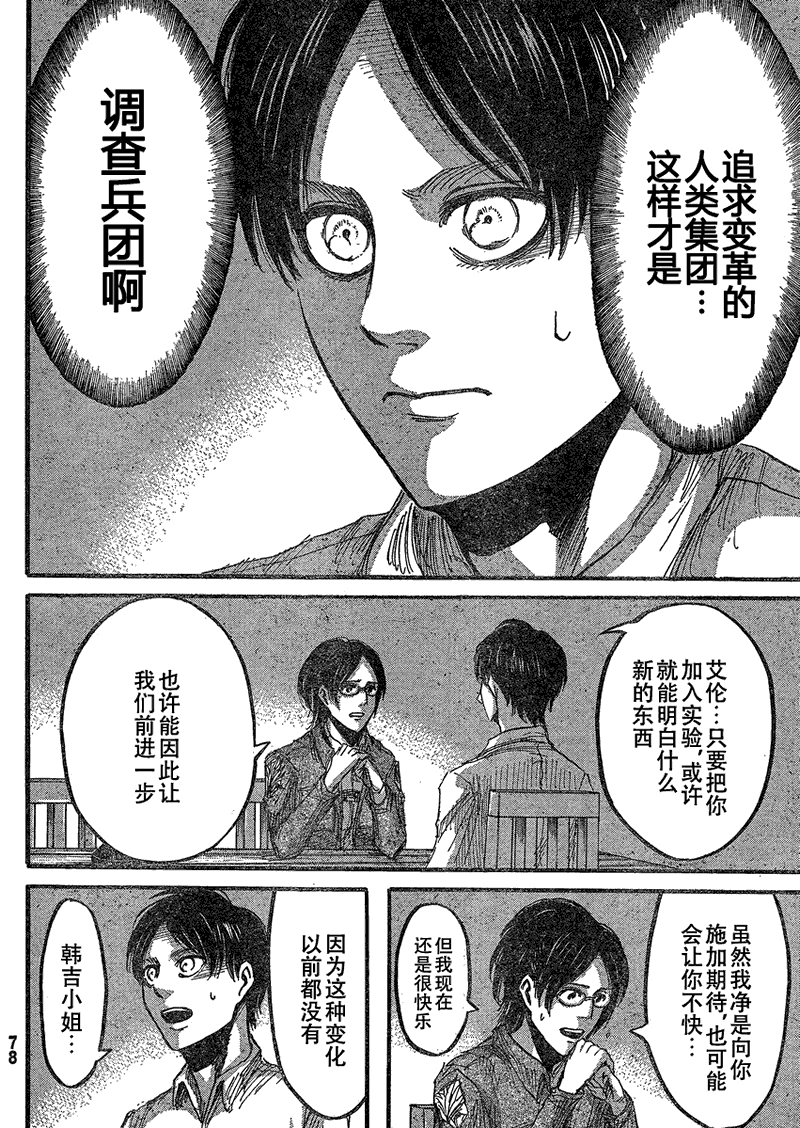 追求变革的
人类集团…
这样才是
调查兵团啊
艾伦…只要把你
加入实验,或许
就能明白什么
新的东西
也许能因此让
我们前进一步
虽然我净是向你
施加期待,也可能
会让你不快…
但我现在
还是很快乐
因为这种变化
以前都没有
韩吉小姐…
78